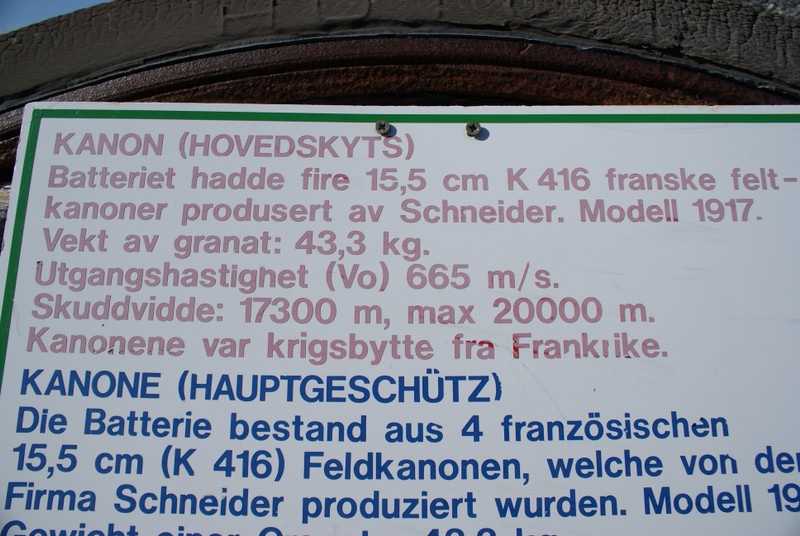 KANON (HOVEDSKYTS)
Batteriet hadde fire 15,5 cm K 416 franske felt-
kanoner produsert av Schneider. Modell 1917.
Vekt av granat: 43,3 kg.
Utgangshastighet (Vo) 665 m/s.
Skuddvidde: 17300 m, max 20000 m.
Kanonene var krigsbytte fra Frankrike.
KANONE (HAUPTGESCHÜTZ)
Die Batterie bestand aus 4 französischen
15,5 cm (K 416) Feldkanonen, welche von der
Firma Schneider produziert wurden. Modell 19
Gewicht einer